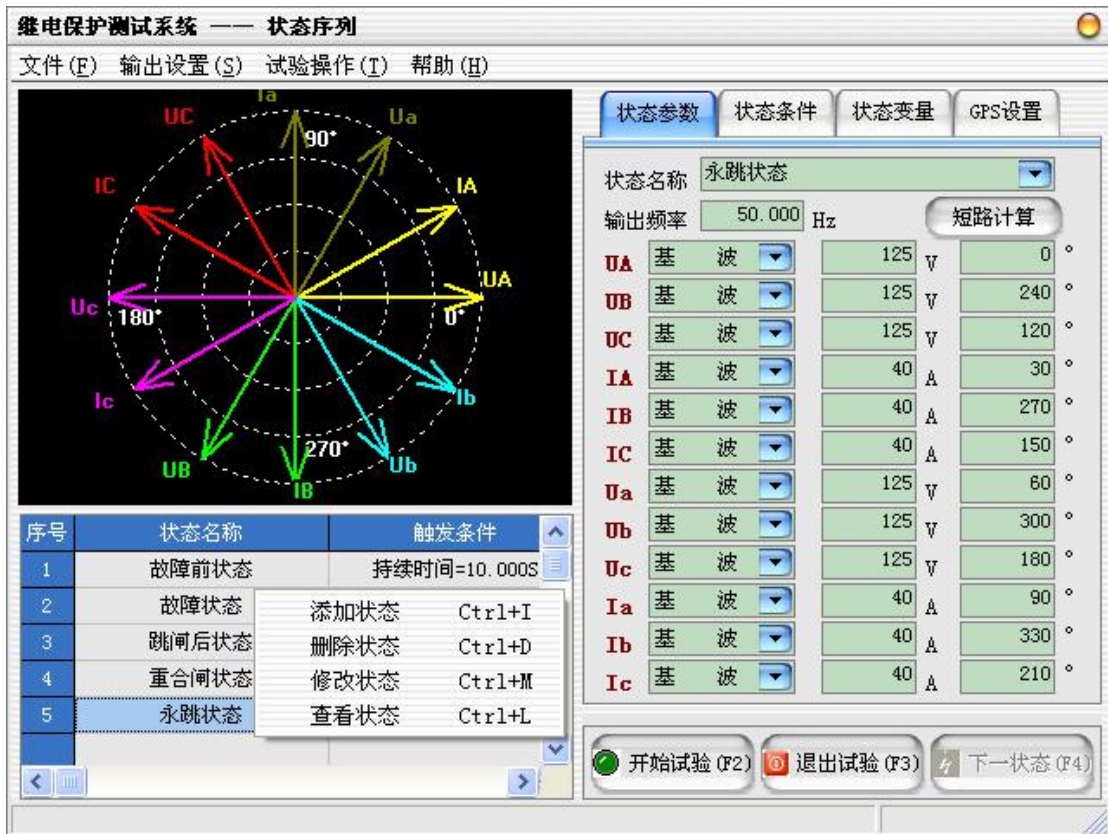 继电保护测试系统 —— 状态序列
文件(F) 输出设置(S) 试验操作(T) 帮助(H)
Ia
UC
Ua
90°
IC
IA
UA
Uc
180°
0°
Ic
Ib
UB
270°
Ub
IB
状态参数 状态条件 状态变量 GPS设置
状态名称 永跳状态
输出频率 50.000 Hz 短路计算
UA 基 波 125 V 0 °
UB 基 波 125 V 240 °
UC 基 波 125 V 120 °
IA 基 波 40 A 30 °
IB 基 波 40 A 270 °
IC 基 波 40 A 150 °
Ua 基 波 125 V 60 °
Ub 基 波 125 V 300 °
Uc 基 波 125 V 180 °
Ia 基 波 40 A 90 °
Ib 基 波 40 A 330 °
Ic 基 波 40 A 210 °
序号 状态名称 触发条件
1 故障前状态 持续时间=10.000S
2 故障状态
3 跳闸后状态
4 重合闸状态
5 永跳状态
添加状态 Ctrl+I
删除状态 Ctrl+D
修改状态 Ctrl+M
查看状态 Ctrl+L
开始试验(F2) 退出试验(F3) 下一状态(F4)